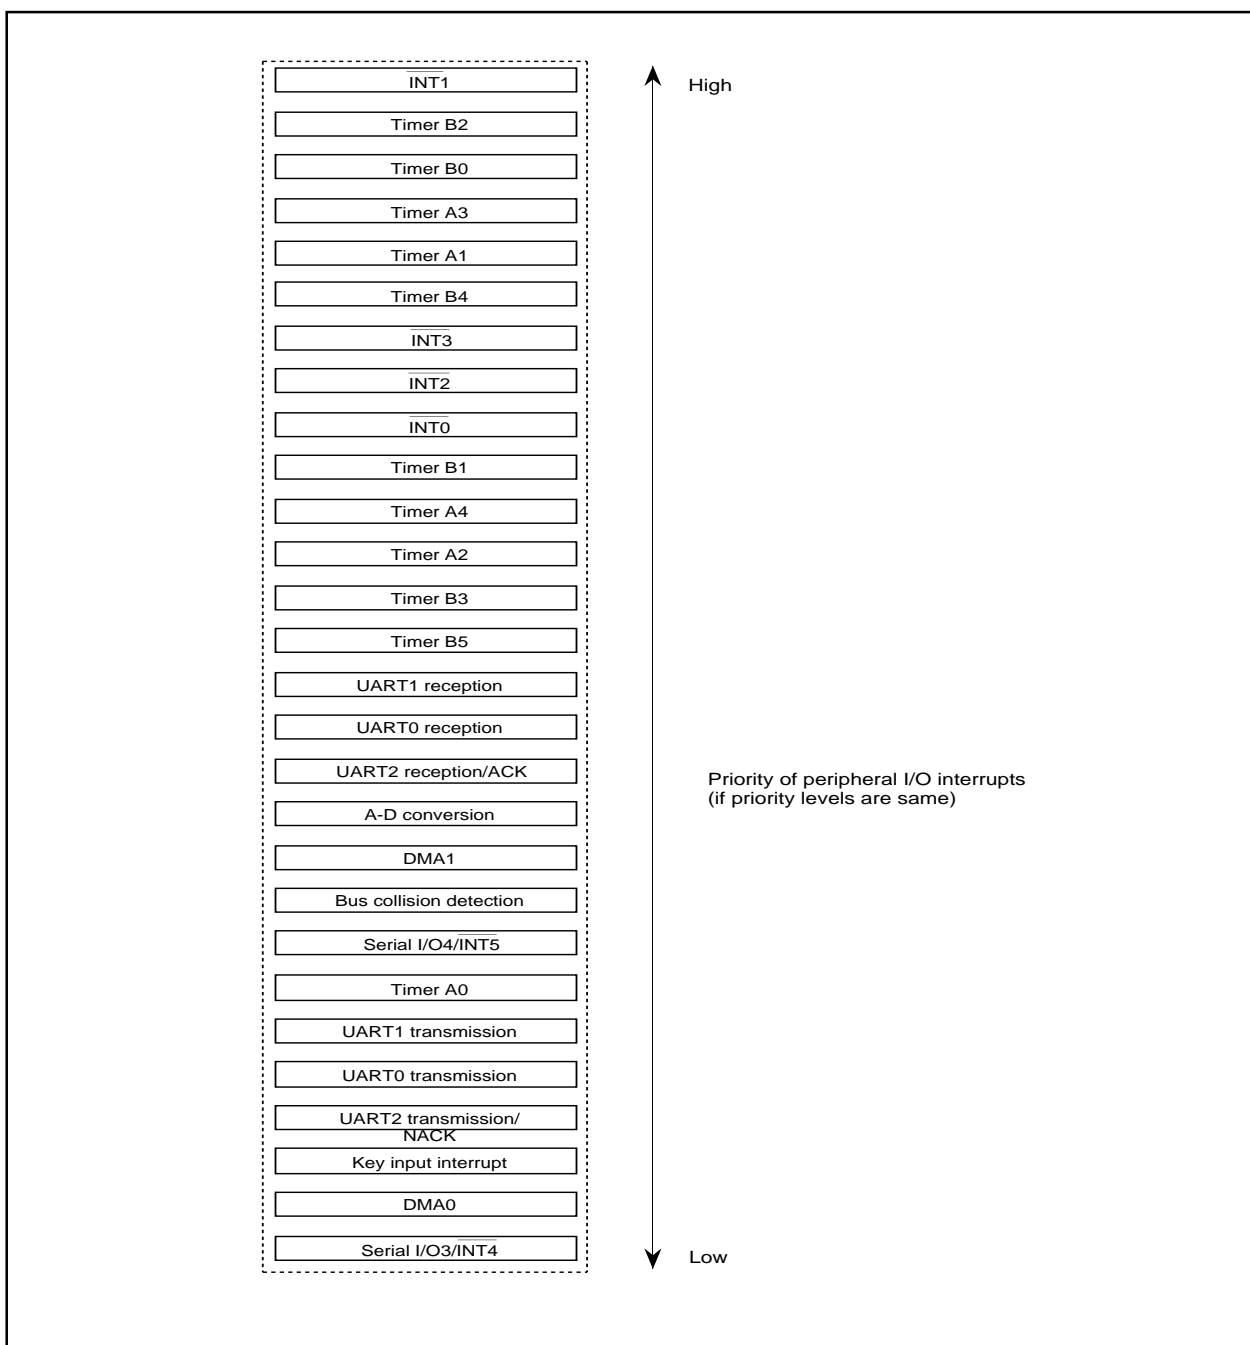 INT1
High
Timer B2
Timer B0
Timer A3
Timer A1
Timer B4
INT3
INT2
INT0
Timer B1
Timer A4
Timer A2
Timer B3
Timer B5
UART1 reception
UART0 reception
UART2 reception/ACK
Priority of peripheral I/O interrupts
(if priority levels are same)
A-D conversion
DMA1
Bus collision detection
Serial I/O4/INT5
Timer A0
UART1 transmission
UART0 transmission
UART2 transmission/
NACK
Key input interrupt
DMA0
Serial I/O3/INT4
Low